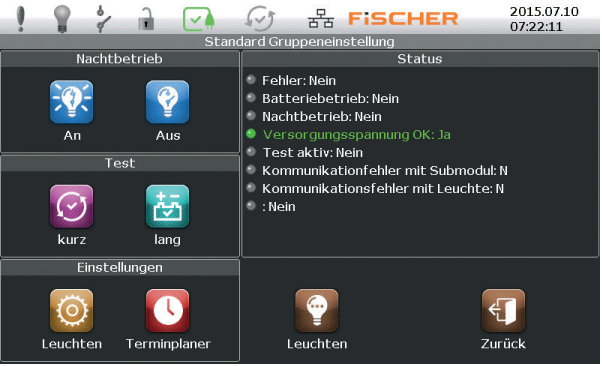 FiSCHER
2015.07.10
07:22:11
Standard Gruppeneinstellung
Nachtbetrieb
An
Aus
Test
kurz
lang
Einstellungen
Leuchten
Terminplaner
Status
Fehler: Nein
Batteriebetrieb: Nein
Nachtbetrieb: Nein
Versorgungsspannung OK: Ja
Test aktiv: Nein
Kommunikationfehler mit Submodul: N
Kommunikationsfehler mit Leuchte: N
: Nein
Leuchten
Zurück